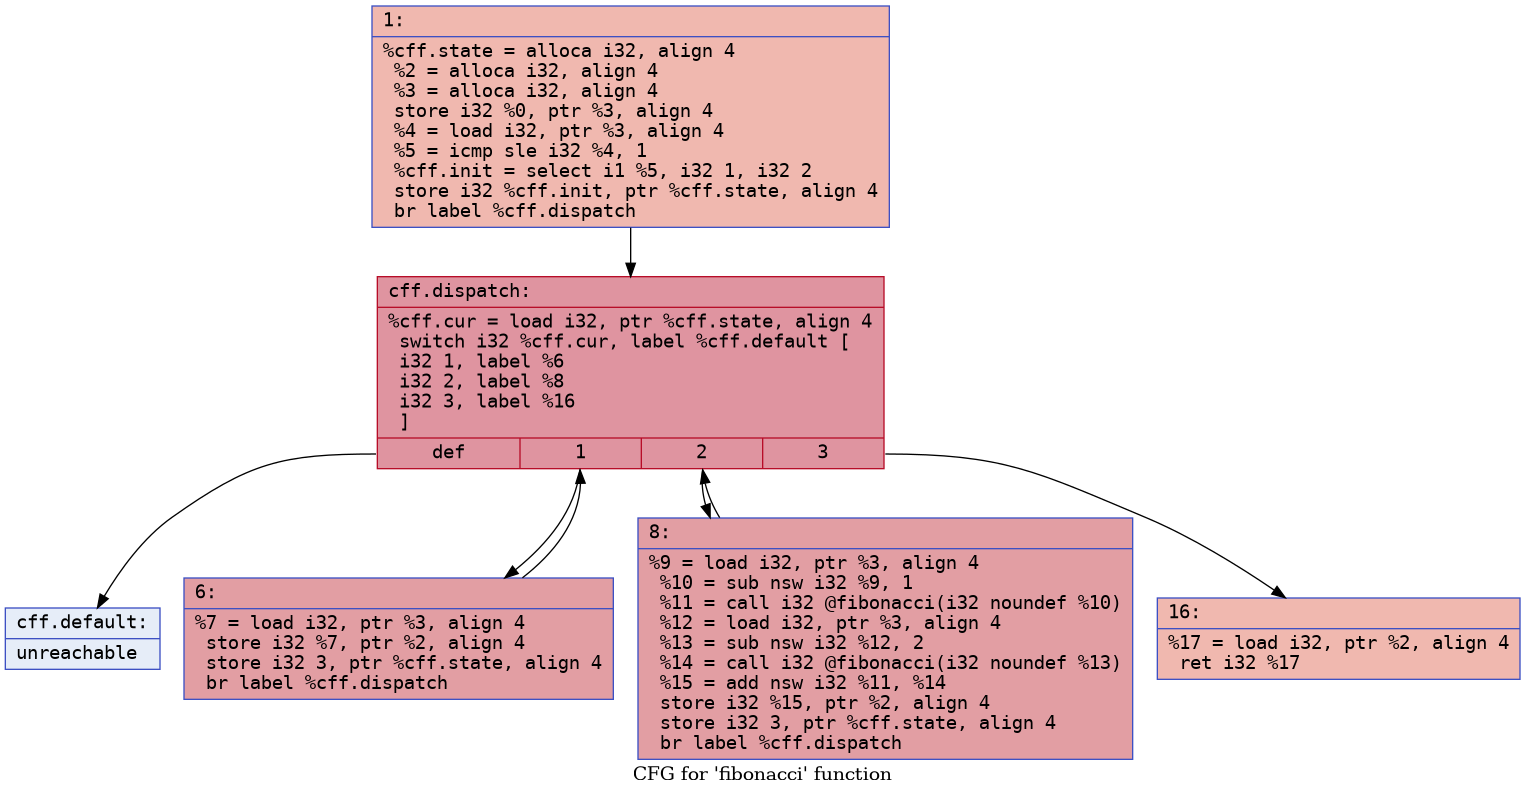 1:
%cff.state = alloca i32, align 4
%2 = alloca i32, align 4
%3 = alloca i32, align 4
store i32 %0, ptr %3, align 4
%4 = load i32, ptr %3, align 4
%5 = icmp sle i32 %4, 1
%cff.init = select i1 %5, i32 1, i32 2
store i32 %cff.init, ptr %cff.state, align 4
br label %cff.dispatch
cff.dispatch:
%cff.cur = load i32, ptr %cff.state, align 4
switch i32 %cff.cur, label %cff.default [
i32 1, label %6
i32 2, label %8
i32 3, label %16
]
def 1 2 3
cff.default:
unreachable
6:
%7 = load i32, ptr %3, align 4
store i32 %7, ptr %2, align 4
store i32 3, ptr %cff.state, align 4
br label %cff.dispatch
8:
%9 = load i32, ptr %3, align 4
%10 = sub nsw i32 %9, 1
%11 = call i32 @fibonacci(i32 noundef %10)
%12 = load i32, ptr %3, align 4
%13 = sub nsw i32 %12, 2
%14 = call i32 @fibonacci(i32 noundef %13)
%15 = add nsw i32 %11, %14
store i32 %15, ptr %2, align 4
store i32 3, ptr %cff.state, align 4
br label %cff.dispatch
16:
%17 = load i32, ptr %2, align 4
ret i32 %17
CFG for 'fibonacci' function